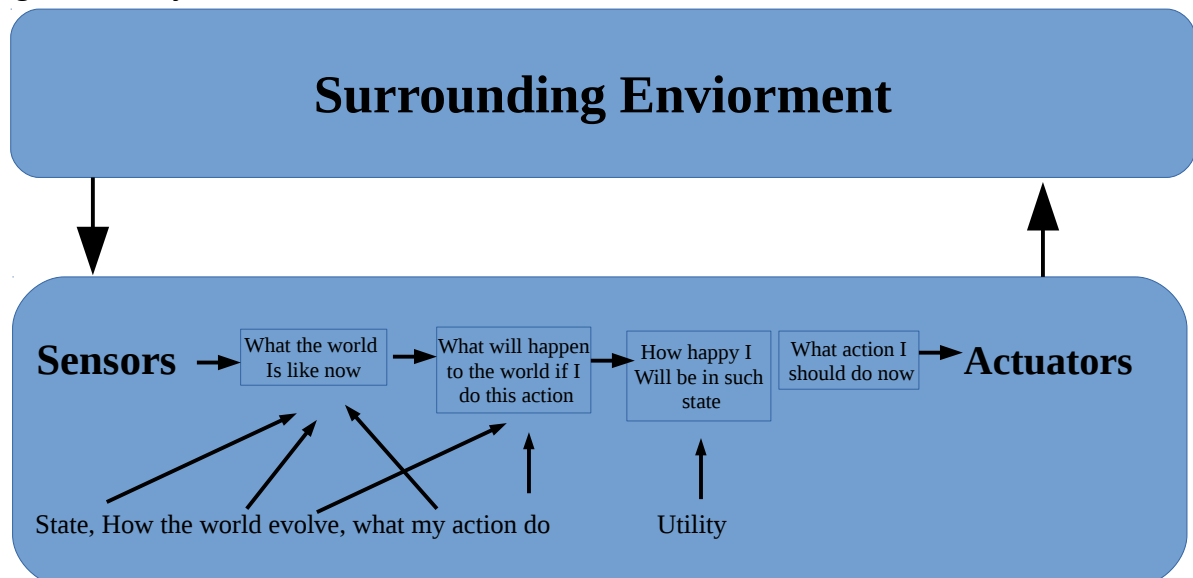 Surrounding Enviorment
Sensors
What the world
Is like now
What will happen
to the world if I
do this action
How happy I
Will be in such
state
What action I
should do now
Actuators
State, How the world evolve, what my action do
Utility